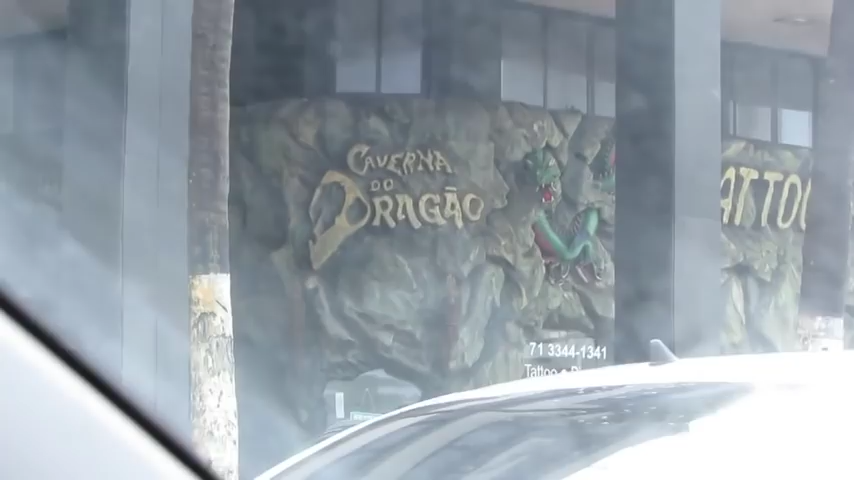 CAVERNA
DO
DRAGÃO
TATTOO
71 3344-1341
Tattoo